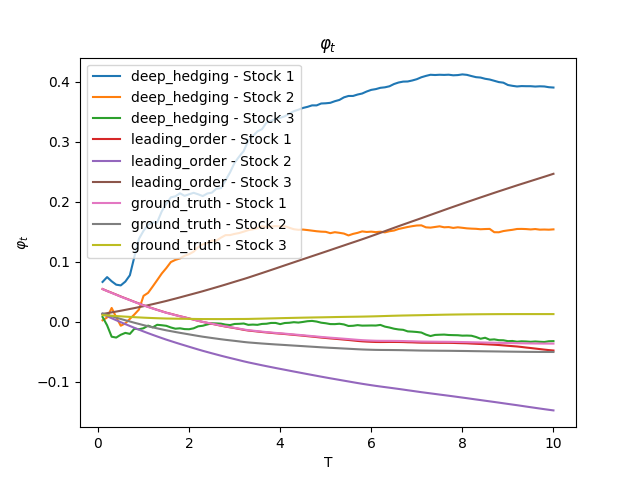 φt
deep_hedging - Stock 1
deep_hedging - Stock 2
deep_hedging - Stock 3
leading_order - Stock 1
leading_order - Stock 2
leading_order - Stock 3
ground_truth - Stock 1
ground_truth - Stock 2
ground_truth - Stock 3
0.4
0.3
0.2
0.1
0.0
−0.1
φt
0 2 4 6 8 10
T